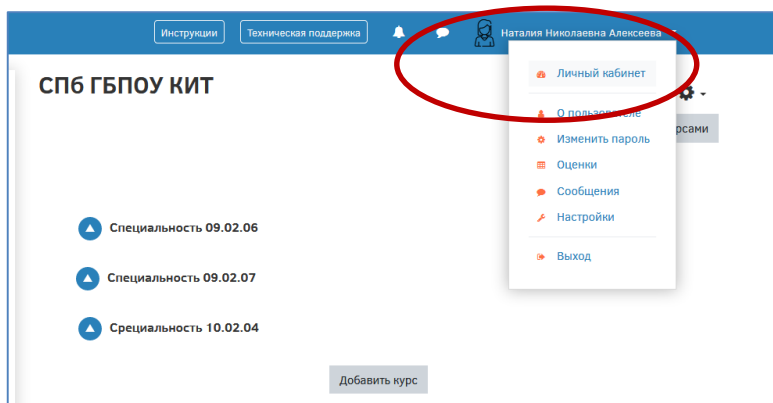 Инструкции
Техническая поддержка
Наталия Николаевна Алексеева
СПб ГБПОУ КИТ
Личный кабинет
О пользователе
рсами
Изменить пароль
Оценки
Сообщения
Настройки
Выход
Специальность 09.02.06
Специальность 09.02.07
Срециальность 10.02.04
Добавить курс